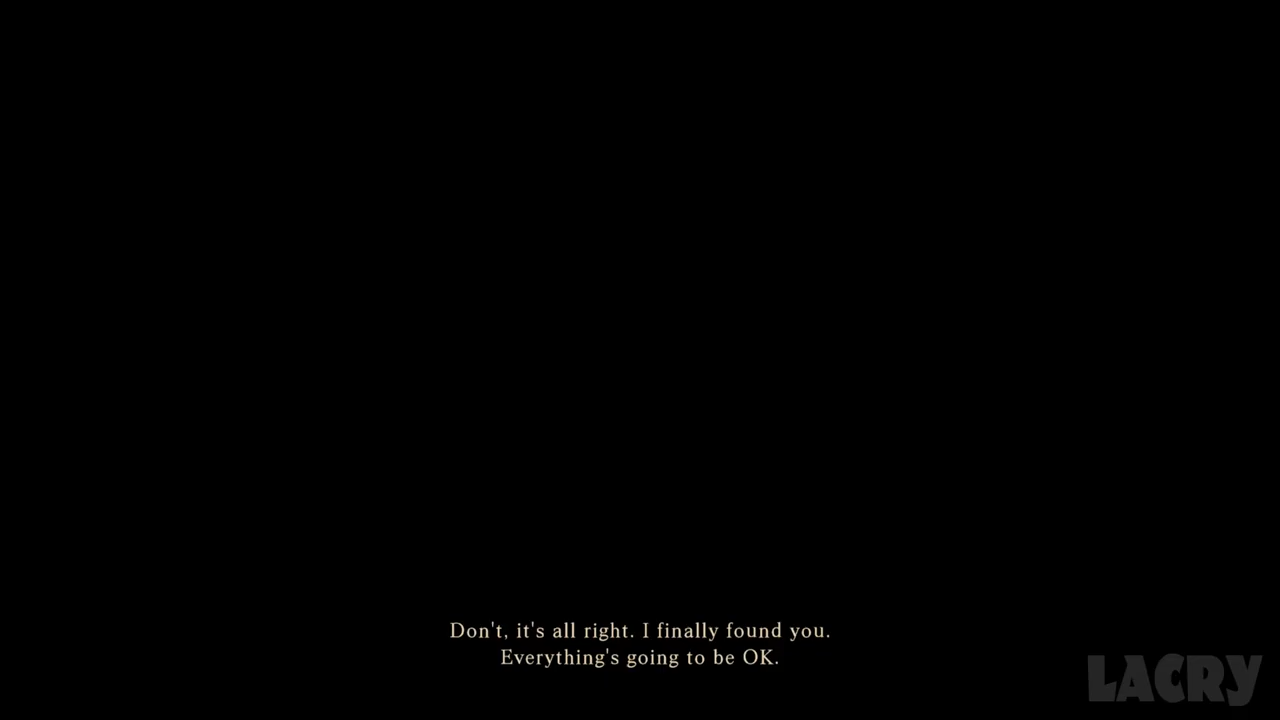 Don't, it's all right. I finally found you.
Everything's going to be OK.
LACRY